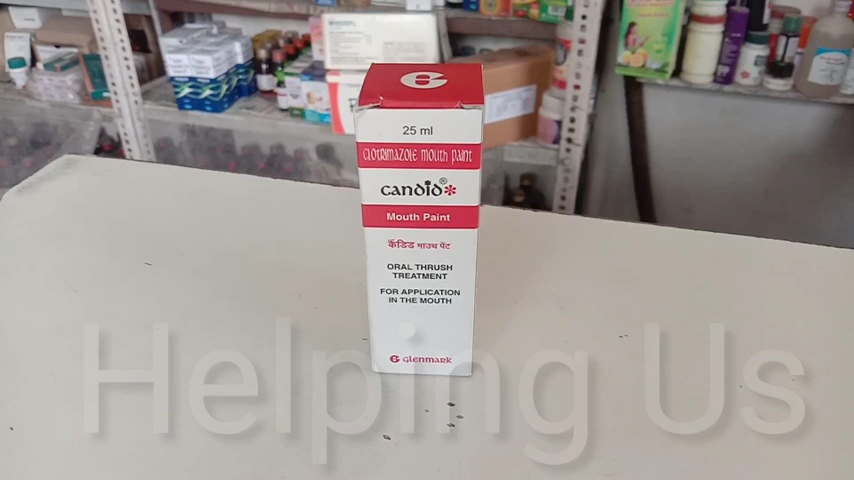 25 ml
CLOTRIMAZOLE MOUTH PAINT
candid®*
Mouth Paint
कैंडिड माउथ पेंट
ORAL THRUSH
TREATMENT
FOR APPLICATION
IN THE MOUTH
Glenmark
Helping Us